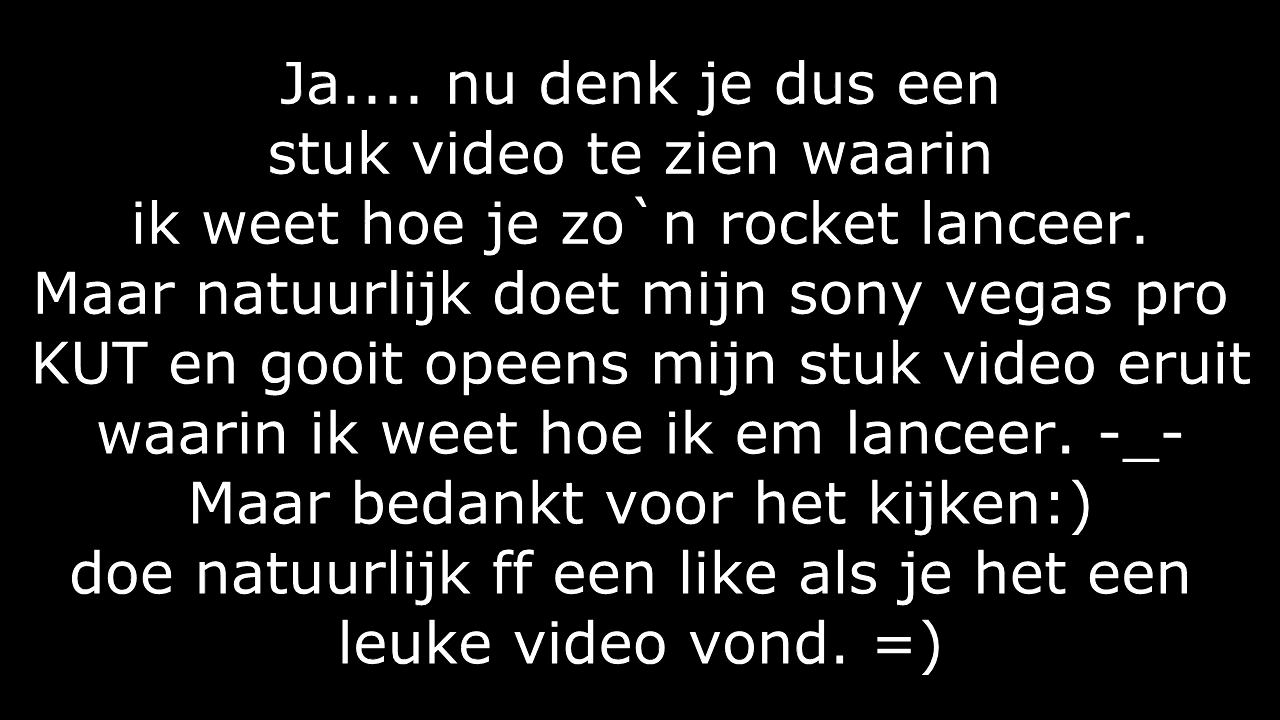 Ja.... nu denk je dus een
stuk video te zien waarin
ik weet hoe je zo`n rocket lanceer.
Maar natuurlijk doet mijn sony vegas pro
KUT en gooit opeens mijn stuk video eruit
waarin ik weet hoe ik em lanceer. -_-
Maar bedankt voor het kijken:)
doe natuurlijk ff een like als je het een
leuke video vond. =)